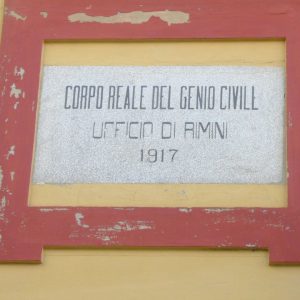 CORPO REALE DEL GENIO CIVILE
UFFICIO DI RIMINI
1917